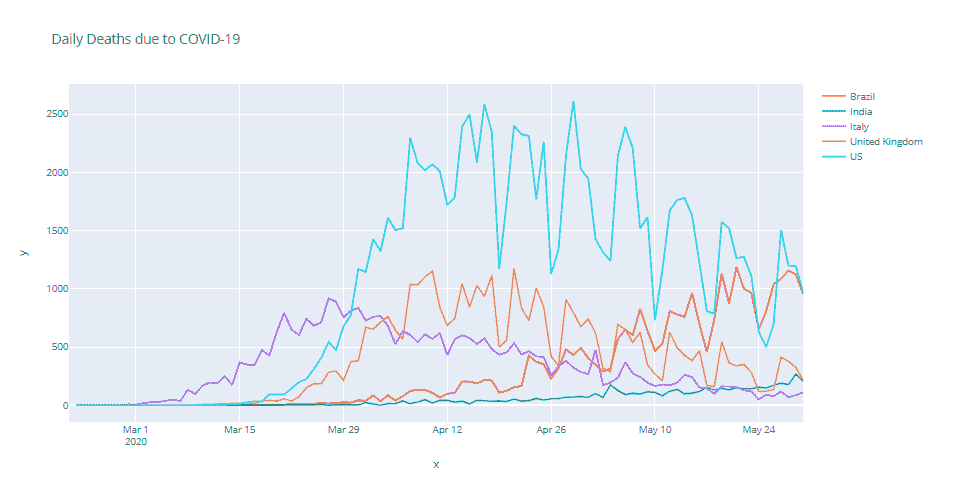 Daily Deaths due to COVID-19
Brazil
India
Italy
United Kingdom
US
2500
2000
1500
1000
500
0
y
Mar 1 Mar 15 Mar 29 Apr 12 Apr 26 May 10 May 24
2020
x